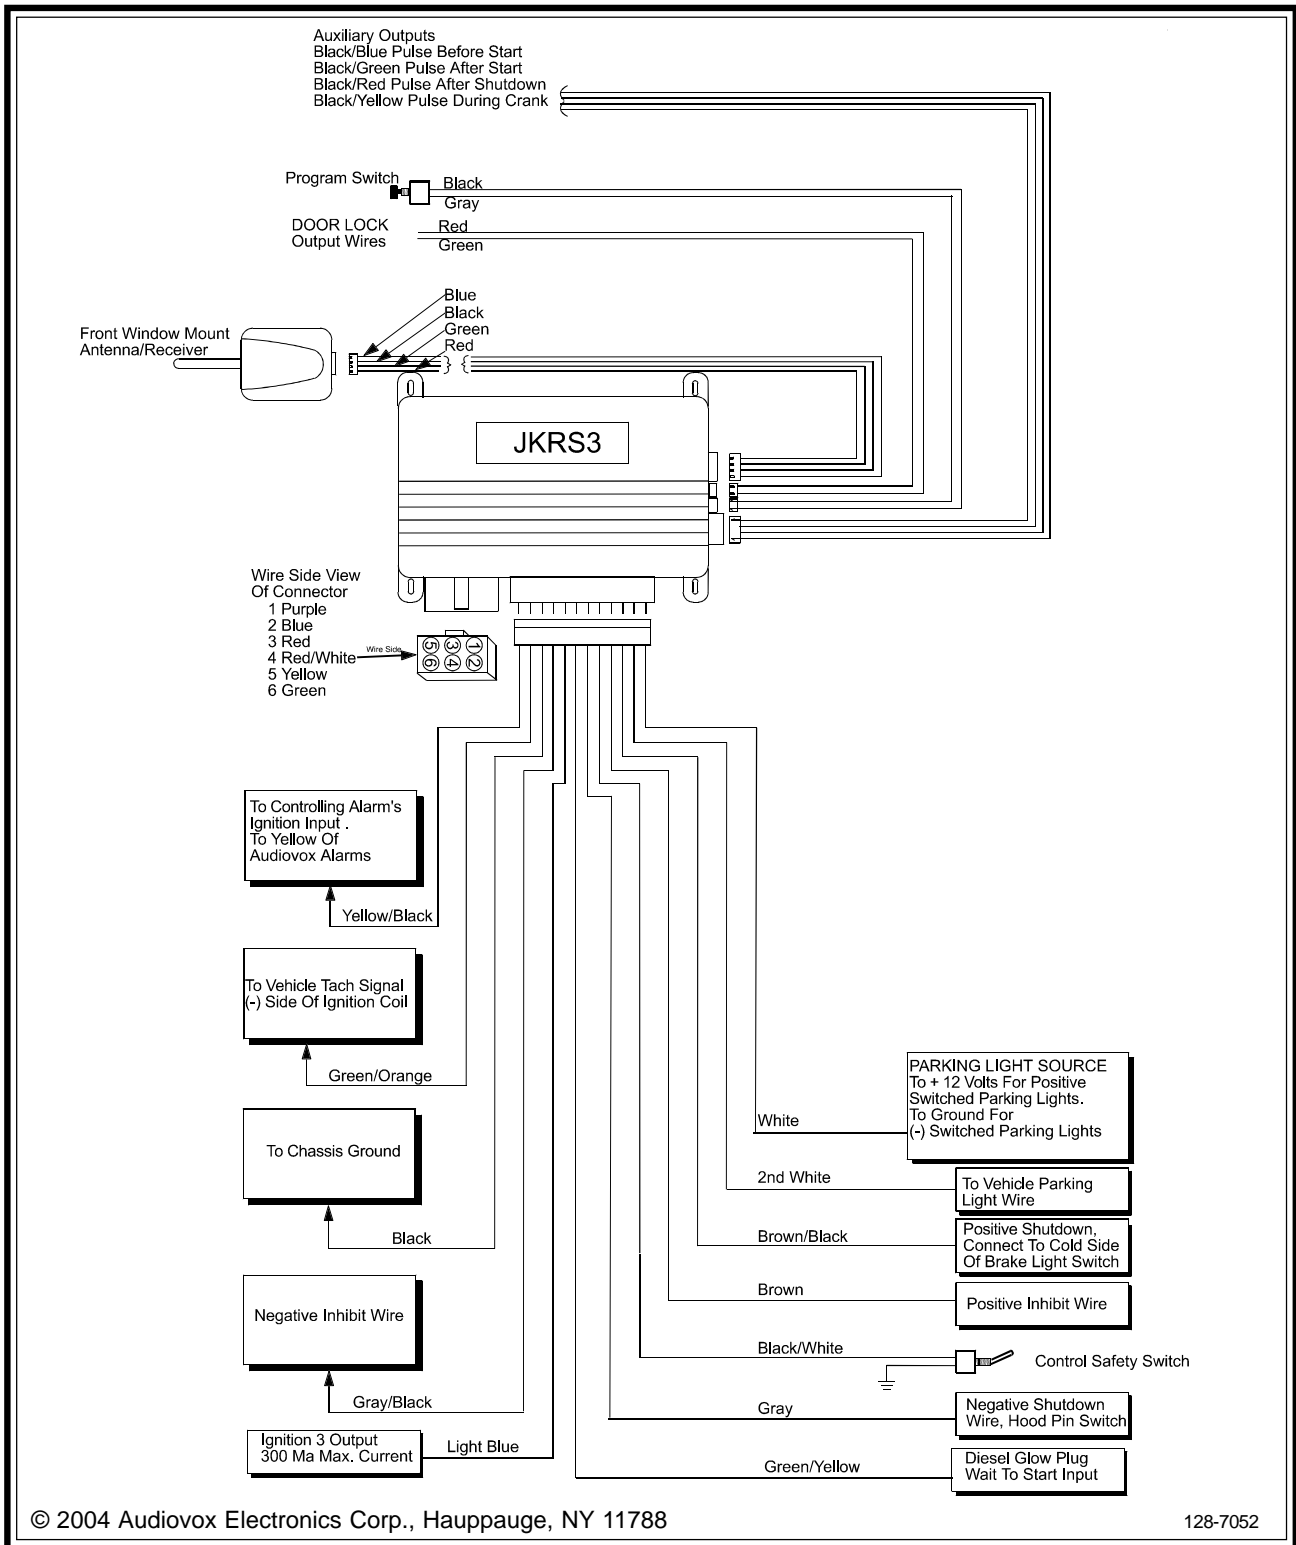 Auxiliary Outputs
Black/Blue Pulse Before Start
Black/Green Pulse After Start
Black/Red Pulse After Shutdown
Black/Yellow Pulse During Crank
Program Switch
Black
Gray
DOOR LOCK
Output Wires
Red
Green
Blue
Black
Green
Red
Front Window Mount
Antenna/Receiver
JKRS3
Wire Side View
Of Connector
1 Purple
2 Blue
3 Red
4 Red/White
5 Yellow
6 Green
Wire Side
5 3 1
6 4 2
To Controlling Alarm's
Ignition Input .
To Yellow Of
Audiovox Alarms
Yellow/Black
To Vehicle Tach Signal
(-) Side Of Ignition Coil
Green/Orange
To Chassis Ground
Black
Negative Inhibit Wire
Gray/Black
Ignition 3 Output
300 Ma Max. Current
Light Blue
White
PARKING LIGHT SOURCE
To + 12 Volts For Positive
Switched Parking Lights.
To Ground For
(-) Switched Parking Lights
2nd White
To Vehicle Parking
Light Wire
Brown/Black
Positive Shutdown,
Connect To Cold Side
Of Brake Light Switch
Brown
Positive Inhibit Wire
Black/White
Control Safety Switch
Gray
Negative Shutdown
Wire, Hood Pin Switch
Green/Yellow
Diesel Glow Plug
Wait To Start Input
© 2004 Audiovox Electronics Corp., Hauppauge, NY 11788
128-7052